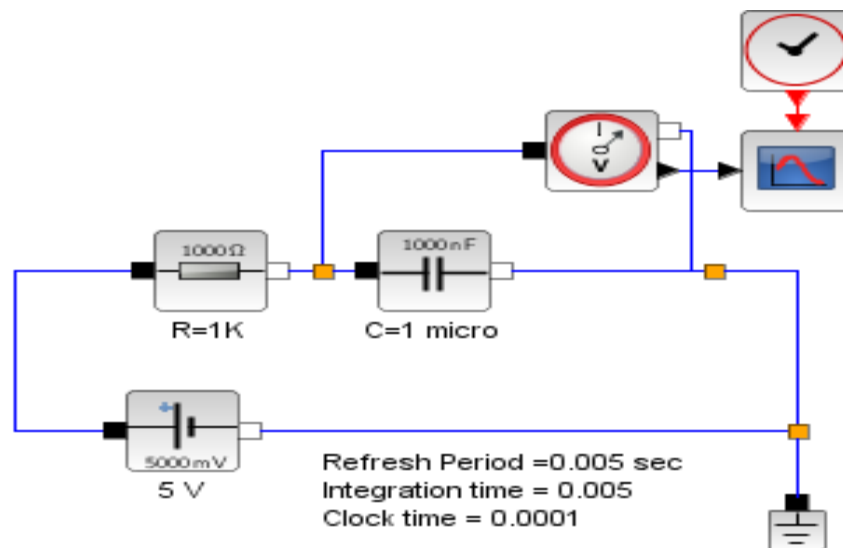 I
V
1000Ω
1000nF
R=1K
C=1 micro
5000mV
5 V
Refresh Period =0.005 sec
Integration time = 0.005
Clock time = 0.0001